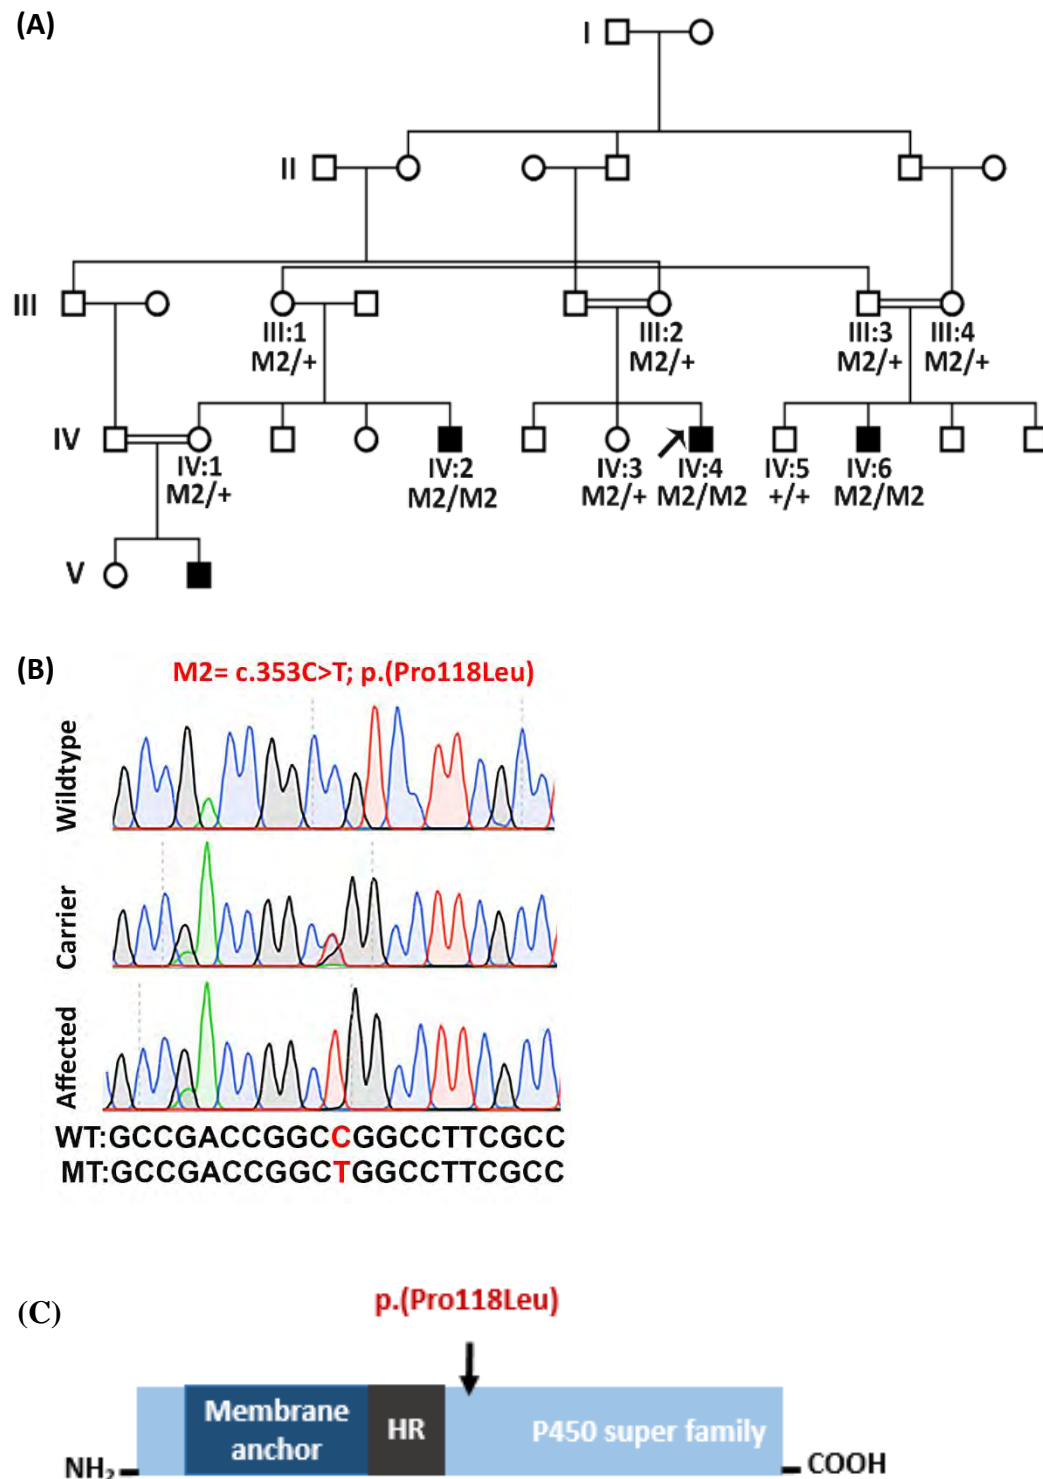 (A)
I
II
III
III:1 III:2 III:3 III:4
M2/+ M2/+ M2/+ M2/+
IV
IV:1 IV:2 IV:3 IV:4 IV:5 IV:6
M2/+ M2/M2 M2/+ M2/M2 +/+ M2/M2
V
(B)
M2= c.353C>T; p.(Pro118Leu)
Wildtype
Carrier
Affected
WT:GCCGACCGGCCGGCCTTCGCC
MT:GCCGACCGGCTGGCCTTCGCC
(C)
p.(Pro118Leu)
Membrane
anchor
HR
P450 super family
NH₂
COOH